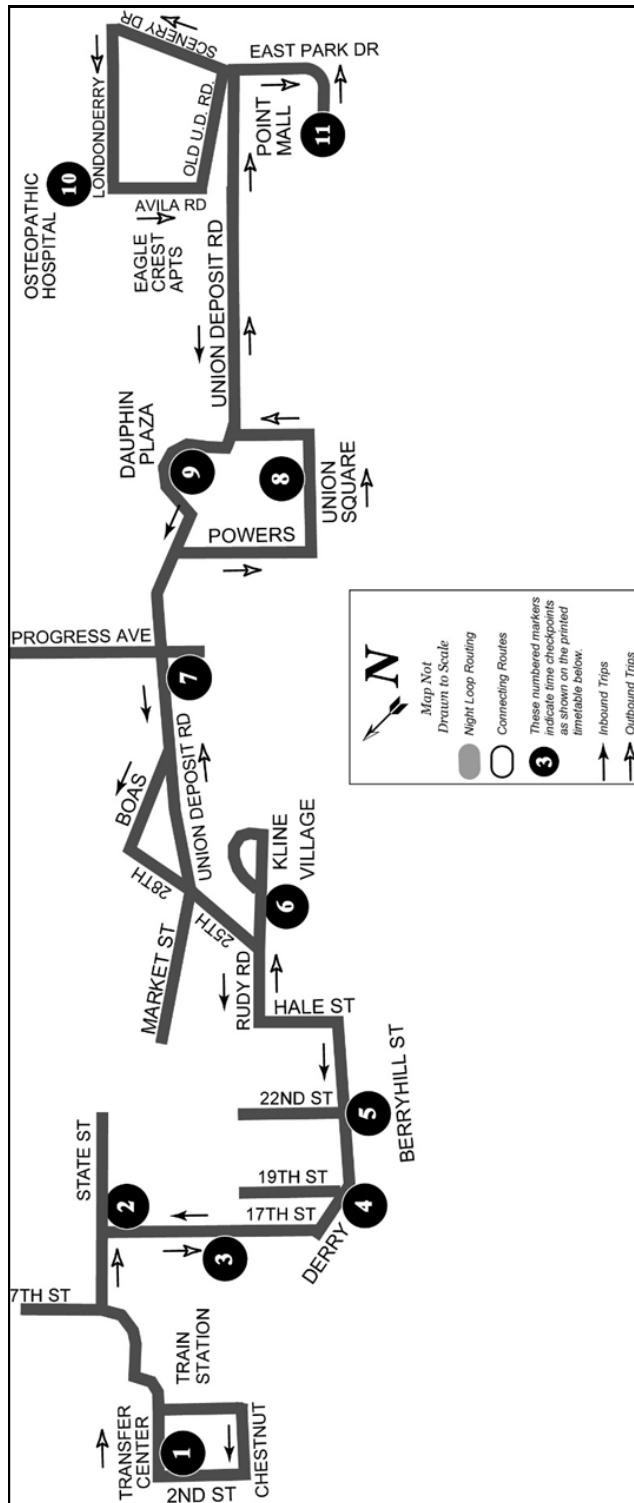 SCENERY DR
LONDONDERRY
OLD U.D. RD.
EAST PARK DR
POINT
MALL
11
10
OSTEOPATHIC
HOSPITAL
AVILA RD
EAGLE
CREST
APTS
UNION DEPOSIT RD
DAUPHIN
PLAZA
9
8
UNION
SQUARE
POWERS
PROGRESS AVE
7
BOAS
UNION DEPOSIT RD
28TH
25TH
MARKET ST
KLINE
VILLAGE
6
RUDY RD
HALE ST
BERRYHILL ST
22ND ST
5
STATE ST
19TH ST
17TH ST
4
DERRY
2
3
7TH ST
TRAIN
STATION
TRANSFER
CENTER
1
2ND ST
CHESTNUT
N
Map Not
Drawn to Scale
Night Loop Routing
Connecting Routes
3
These numbered markers
indicate time checkpoints
as shown on the printed
timetable below.
Inbound Trips
Outbound Trips